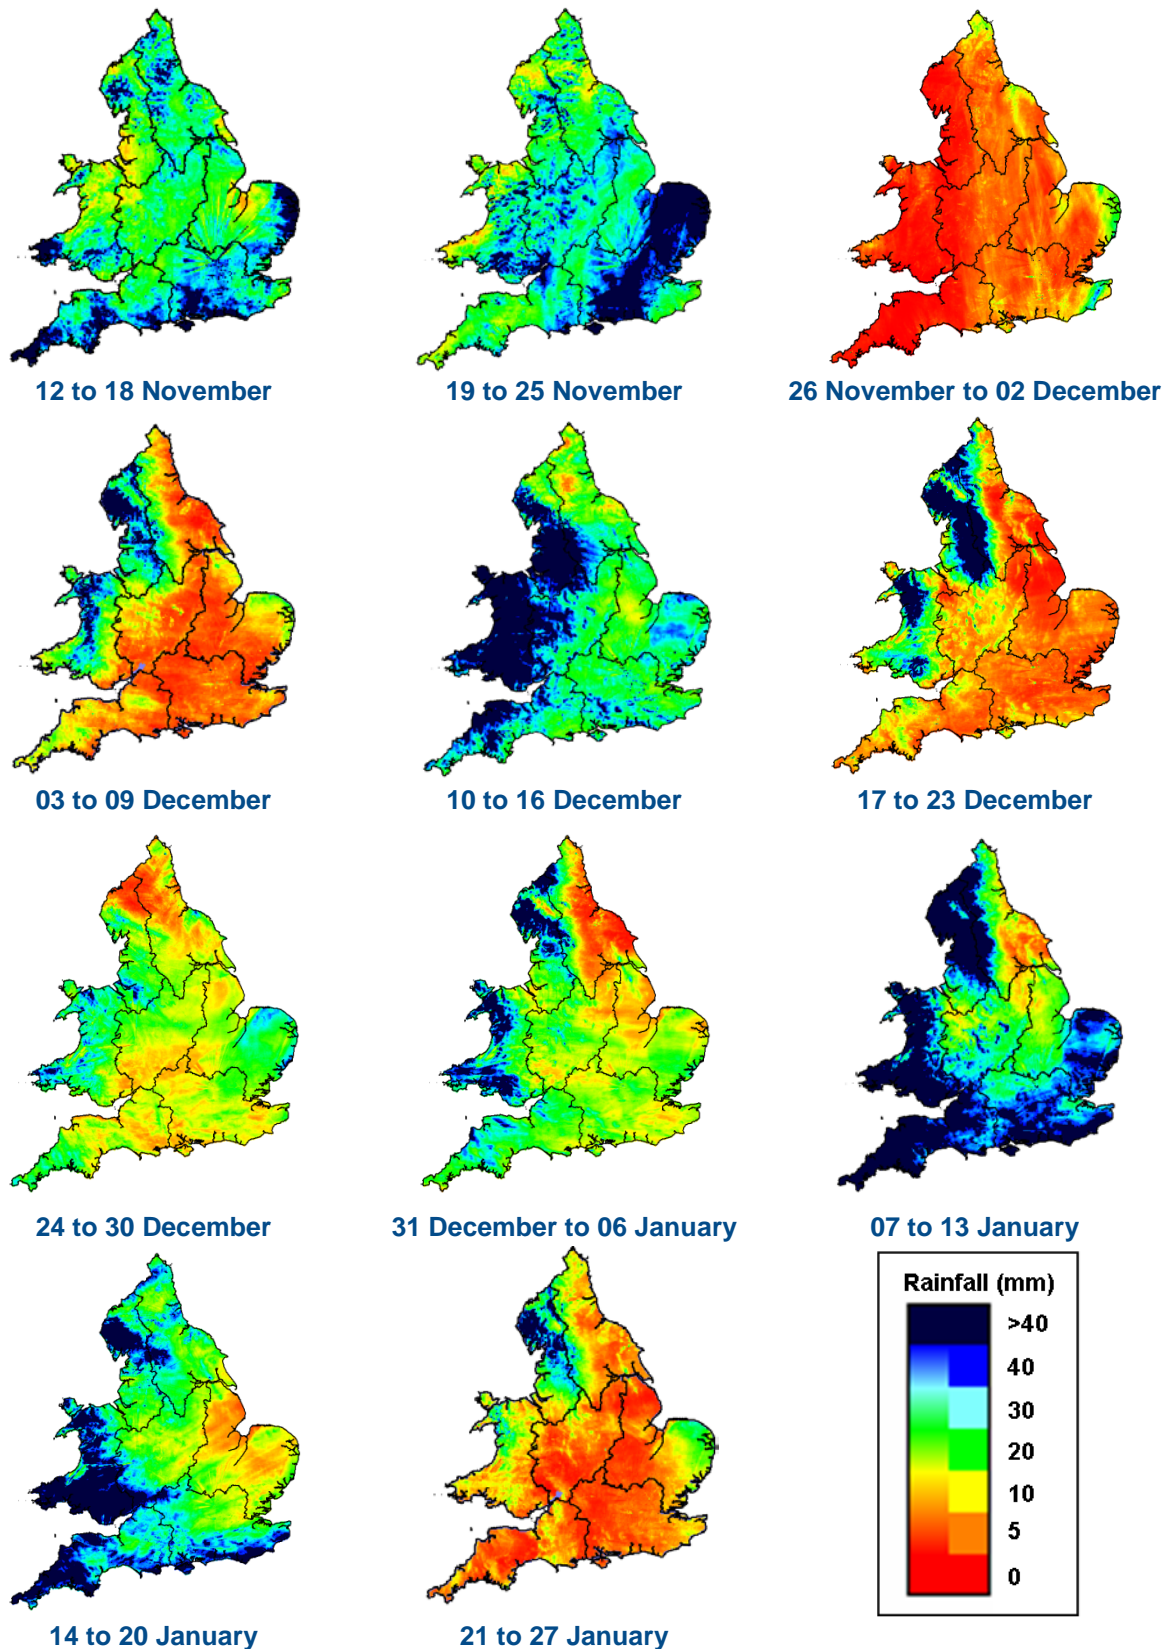 12 to 18 November
19 to 25 November
26 November to 02 December
03 to 09 December
10 to 16 December
17 to 23 December
24 to 30 December
31 December to 06 January
07 to 13 January
Rainfall (mm)
>40
40
30
20
10
5
0
14 to 20 January
21 to 27 January